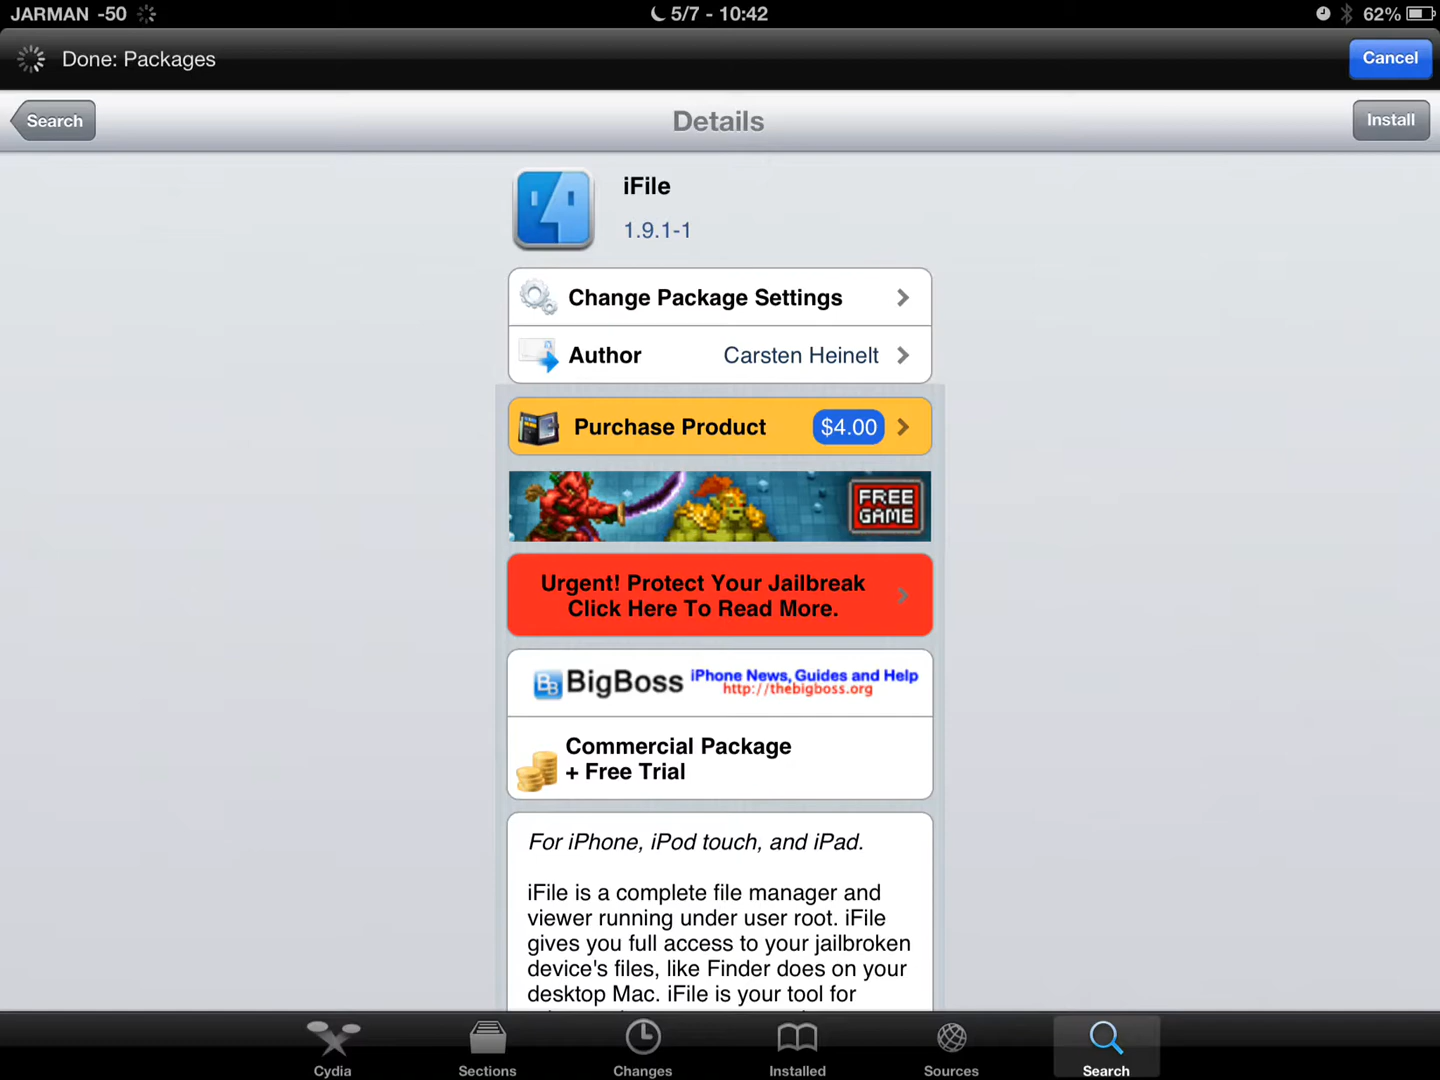 JARMAN -50
5/7 - 10:42
62%
Done: Packages
Cancel
Search
Details
Install
iFile
1.9.1-1
Change Package Settings
Author Carsten Heinelt
Purchase Product $4.00
FREE
GAME
Urgent! Protect Your Jailbreak
Click Here To Read More.
BB BigBoss iPhone News, Guides and Help
http://thebigboss.org
Commercial Package
+ Free Trial
For iPhone, iPod touch, and iPad.
iFile is a complete file manager and
viewer running under user root. iFile
gives you full access to your jailbroken
device's files, like Finder does on your
desktop Mac. iFile is your tool for
Cydia
Sections
Changes
Installed
Sources
Search